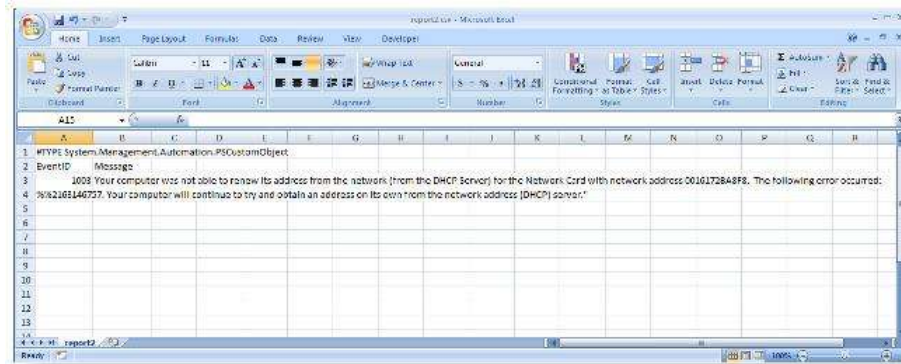 report2.csv - Microsoft Excel
Home Insert Page Layout Formulas Data Review View Developer
Cut
Copy
Format Painter
Paste
Clipboard
Calibri 11
Font
Wrap Text
Merge & Center
Alignment
General
Number
Conditional Formatting
Format as Table
Cell Styles
Styles
Insert Delete Format
Cells
AutoSum
Fill
Clear
Sort & Filter
Find & Select
Editing
A15 fx
A B C D E F G H I J K L M N O P Q R
1 #TYPE System.Management.Automation.PSCustomObject
2 EventID Message
3 1003 Your computer was not able to renew its address from the network (from the DHCP Server) for the Network Card with network address 0016172BA8F8. The following error occurred:
4 Your computer will continue to try and obtain an address on its own from the network address (DHCP) server."
5
6
7
8
9
10
11
12
13
14
report2
Ready 100%